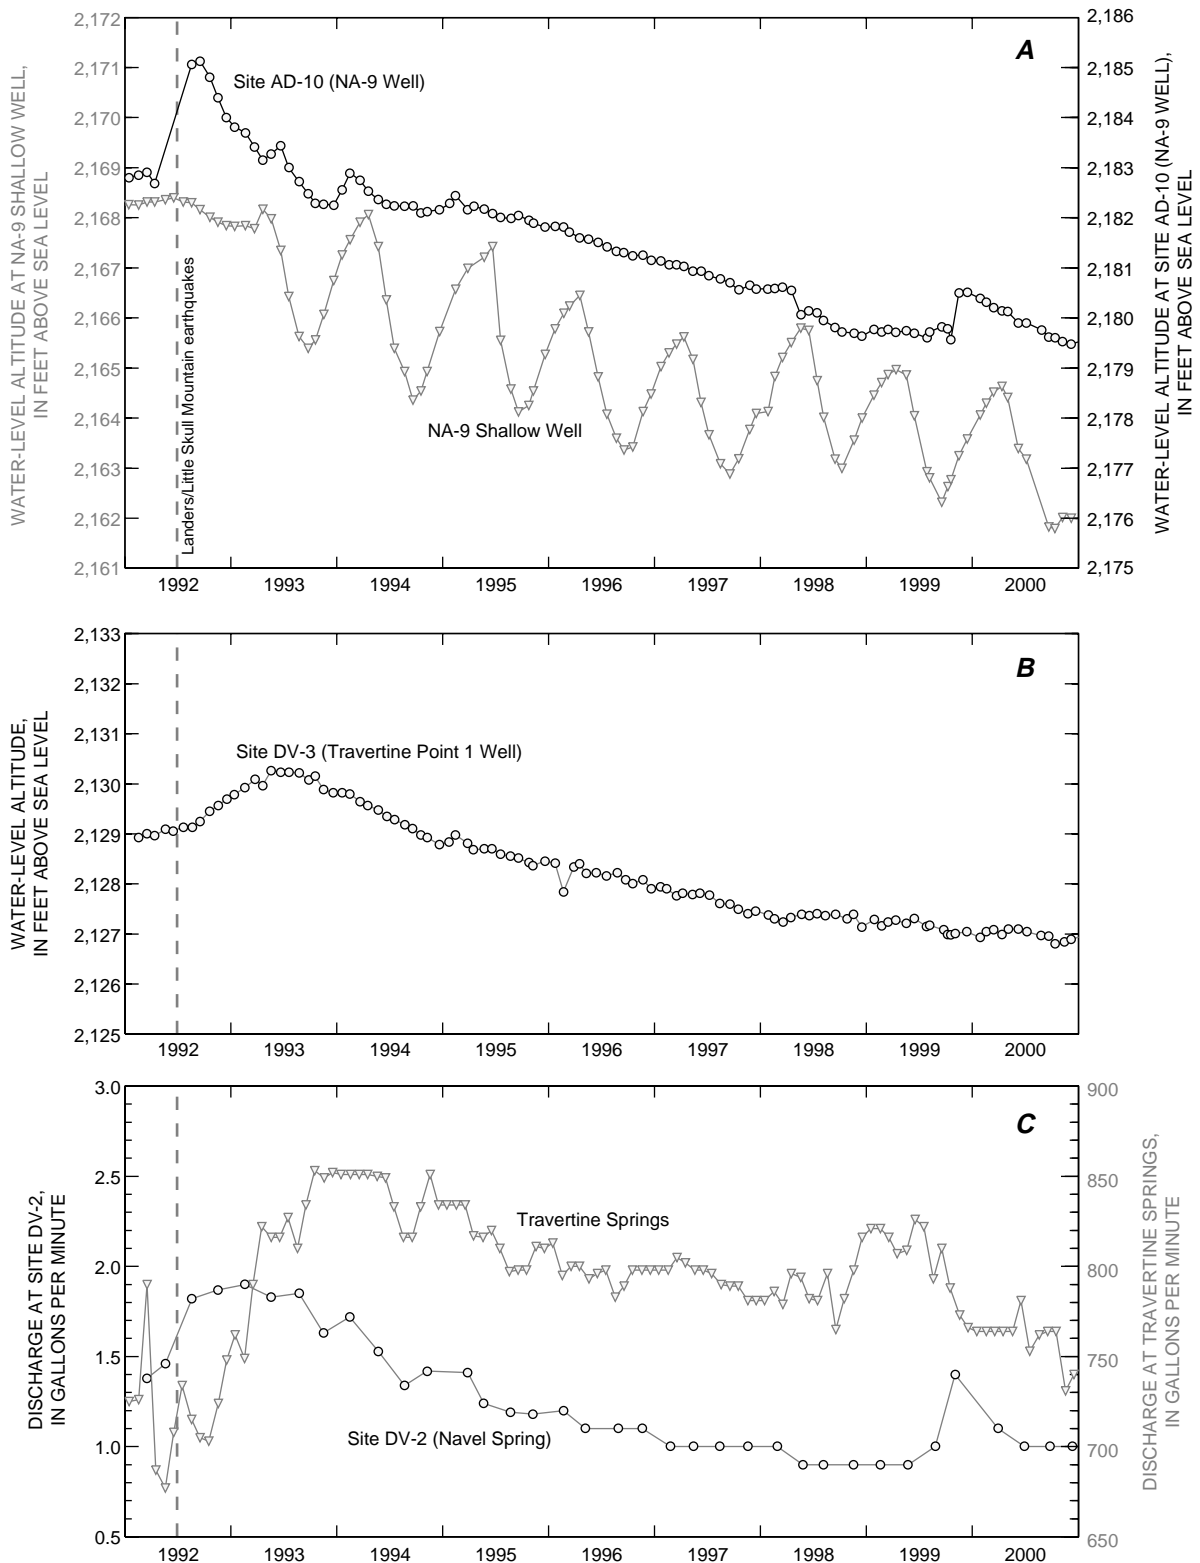 A
WATER-LEVEL ALTITUDE AT NA-9 SHALLOW WELL,
IN FEET ABOVE SEA LEVEL
2,172
2,171
2,170
2,169
2,168
2,167
2,166
2,165
2,164
2,163
2,162
2,161
Site AD-10 (NA-9 Well)
Landers/Little Skull Mountain earthquakes
NA-9 Shallow Well
2,186
2,185
2,184
2,183
2,182
2,181
2,180
2,179
2,178
2,177
2,176
2,175
WATER-LEVEL ALTITUDE AT SITE AD-10 (NA-9 WELL),
IN FEET ABOVE SEA LEVEL
1992 1993 1994 1995 1996 1997 1998 1999 2000
B
WATER-LEVEL ALTITUDE,
IN FEET ABOVE SEA LEVEL
2,133
2,132
2,131
2,130
2,129
2,128
2,127
2,126
2,125
Site DV-3 (Travertine Point 1 Well)
1992 1993 1994 1995 1996 1997 1998 1999 2000
C
DISCHARGE AT SITE DV-2,
IN GALLONS PER MINUTE
3.0
2.5
2.0
1.5
1.0
0.5
Travertine Springs
Site DV-2 (Navel Spring)
900
850
800
750
700
650
DISCHARGE AT TRAVERTINE SPRINGS,
IN GALLONS PER MINUTE
1992 1993 1994 1995 1996 1997 1998 1999 2000